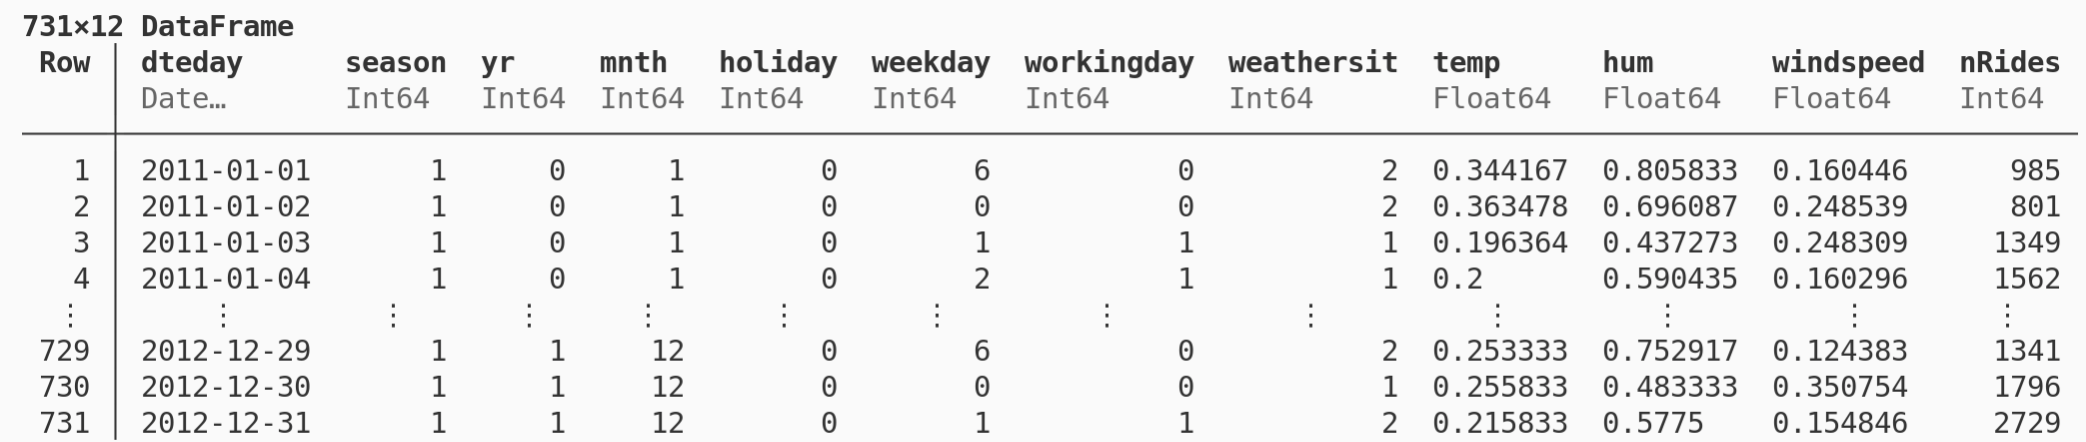 731×12 DataFrame
Row dteday season yr mnth holiday weekday workingday weathersit temp hum windspeed nRides
Date… Int64 Int64 Int64 Int64 Int64 Int64 Int64 Float64 Float64 Float64 Int64
1 2011-01-01 1 0 1 0 6 0 2 0.344167 0.805833 0.160446 985
2 2011-01-02 1 0 1 0 0 0 2 0.363478 0.696087 0.248539 801
3 2011-01-03 1 0 1 0 1 1 1 0.196364 0.437273 0.248309 1349
4 2011-01-04 1 0 1 0 2 1 1 0.2 0.590435 0.160296 1562
⋮ ⋮ ⋮ ⋮ ⋮ ⋮ ⋮ ⋮ ⋮ ⋮ ⋮ ⋮ ⋮
729 2012-12-29 1 1 12 0 6 0 2 0.253333 0.752917 0.124383 1341
730 2012-12-30 1 1 12 0 0 0 1 0.255833 0.483333 0.350754 1796
731 2012-12-31 1 1 12 0 1 1 2 0.215833 0.5775 0.154846 2729